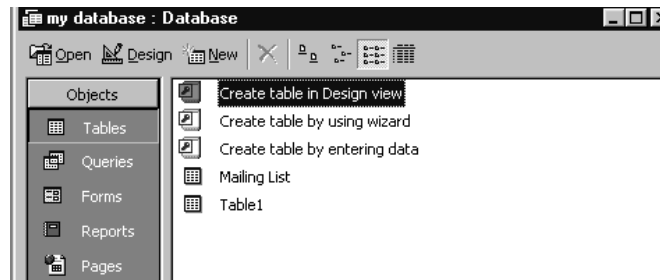 my database : Database
Open Design New
Objects
Tables
Queries
Forms
Reports
Pages
Create table in Design view
Create table by using wizard
Create table by entering data
Mailing List
Table1